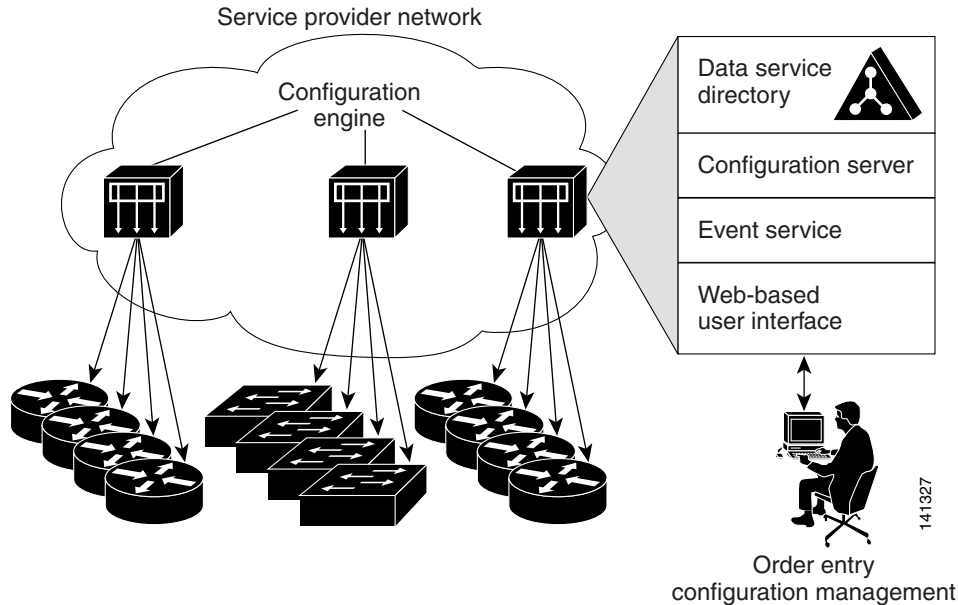 Service provider network
Configuration
engine
Data service
directory
Configuration server
Event service
Web-based
user interface
141327
Order entry
configuration management